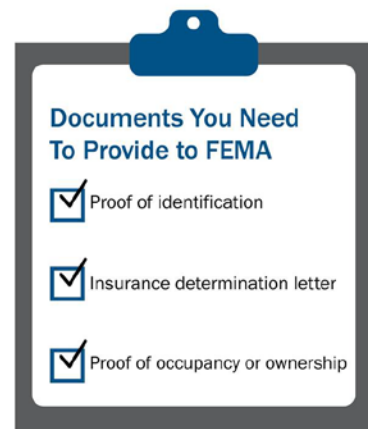 Documents You Need
To Provide to FEMA
Proof of identification
Insurance determination letter
Proof of occupancy or ownership